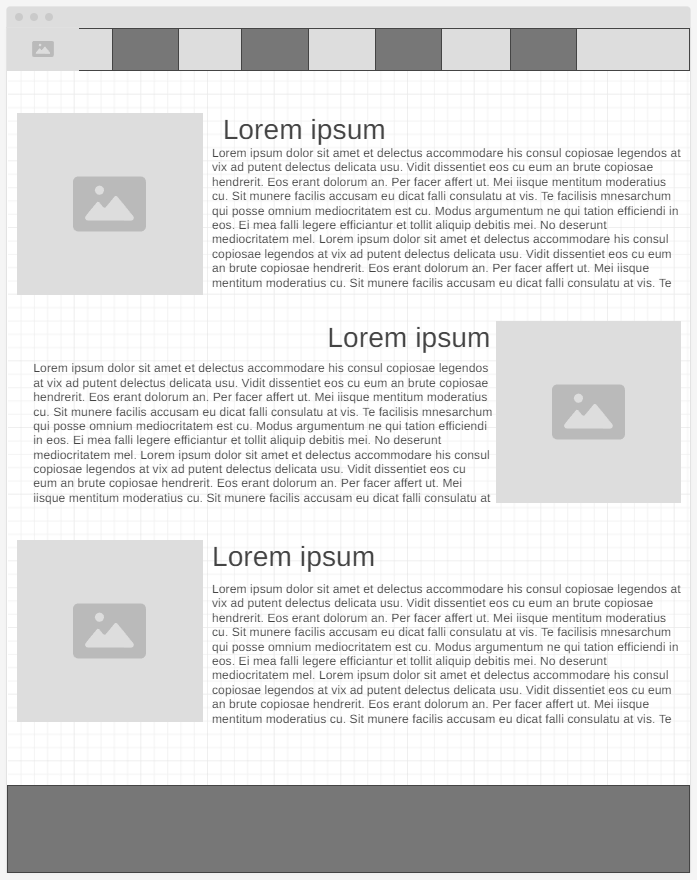 Lorem ipsum
Lorem ipsum dolor sit amet et delectus accommodare his consul copiosae legendos at
vix ad putent delectus delicata usu. Vidit dissentiet eos cu eum an brute copiosae
hendrerit. Eos erant dolorum an. Per facer affert ut. Mei iisque mentitum moderatius
cu. Sit munere facilis accusam eu dicat falli consulatu at vis. Te facilisis mnesarchum
qui posse omnium mediocritatem est cu. Modus argumentum ne qui tation efficiendi in
eos. Ei mea falli legere efficiantur et tollit aliquip debitis mei. No deserunt
mediocritatem mel. Lorem ipsum dolor sit amet et delectus accommodare his consul
copiosae legendos at vix ad putent delectus delicata usu. Vidit dissentiet eos cu eum
an brute copiosae hendrerit. Eos erant dolorum an. Per facer affert ut. Mei iisque
mentitum moderatius cu. Sit munere facilis accusam eu dicat falli consulatu at vis. Te
Lorem ipsum
Lorem ipsum dolor sit amet et delectus accommodare his consul copiosae legendos
at vix ad putent delectus delicata usu. Vidit dissentiet eos cu eum an brute copiosae
hendrerit. Eos erant dolorum an. Per facer affert ut. Mei iisque mentitum moderatius
cu. Sit munere facilis accusam eu dicat falli consulatu at vis. Te facilisis mnesarchum
qui posse omnium mediocritatem est cu. Modus argumentum ne qui tation efficiendi
in eos. Ei mea falli legere efficiantur et tollit aliquip debitis mei. No deserunt
mediocritatem mel. Lorem ipsum dolor sit amet et delectus accommodare his consul
copiosae legendos at vix ad putent delectus delicata usu. Vidit dissentiet eos cu
eum an brute copiosae hendrerit. Eos erant dolorum an. Per facer affert ut. Mei
iisque mentitum moderatius cu. Sit munere facilis accusam eu dicat falli consulatu at
Lorem ipsum
Lorem ipsum dolor sit amet et delectus accommodare his consul copiosae legendos at
vix ad putent delectus delicata usu. Vidit dissentiet eos cu eum an brute copiosae
hendrerit. Eos erant dolorum an. Per facer affert ut. Mei iisque mentitum moderatius
cu. Sit munere facilis accusam eu dicat falli consulatu at vis. Te facilisis mnesarchum
qui posse omnium mediocritatem est cu. Modus argumentum ne qui tation efficiendi in
eos. Ei mea falli legere efficiantur et tollit aliquip debitis mei. No deserunt
mediocritatem mel. Lorem ipsum dolor sit amet et delectus accommodare his consul
copiosae legendos at vix ad putent delectus delicata usu. Vidit dissentiet eos cu eum
an brute copiosae hendrerit. Eos erant dolorum an. Per facer affert ut. Mei iisque
mentitum moderatius cu. Sit munere facilis accusam eu dicat falli consulatu at vis. Te